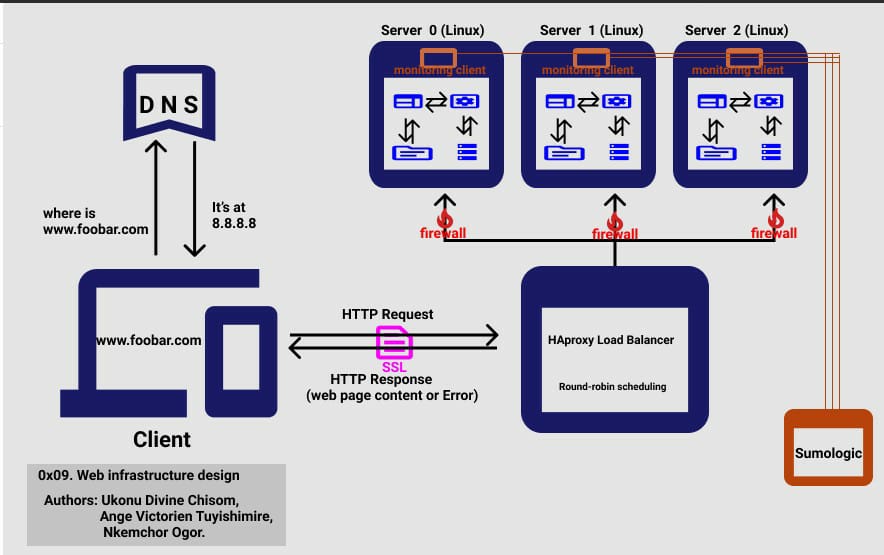 Server 0 (Linux)
Server 1 (Linux)
Server 2 (Linux)
monitoring client
monitoring client
monitoring client
DNS
where is
www.foobar.com
It's at
8.8.8.8
firewall
firewall
firewall
www.foobar.com
HTTP Request
SSL
HTTP Response
(web page content or Error)
HAproxy Load Balancer
Round-robin scheduling
Client
Sumologic
0x09. Web infrastructure design
Authors: Ukonu Divine Chisom,
Ange Victorien Tuyishimire,
Nkemchor Ogor.